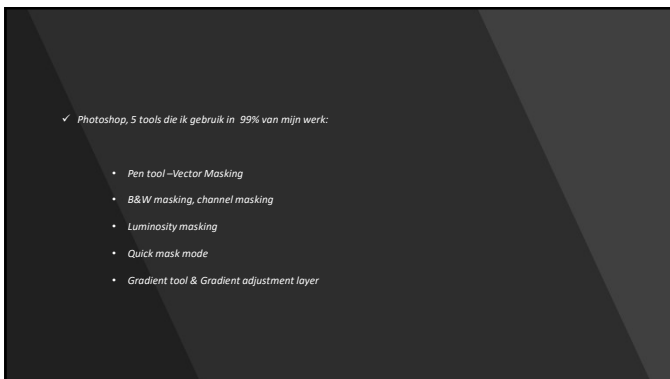 ✓ Photoshop, 5 tools die ik gebruik in 99% van mijn werk:
• Pen tool –Vector Masking
• B&W masking, channel masking
• Luminosity masking
• Quick mask mode
• Gradient tool & Gradient adjustment layer